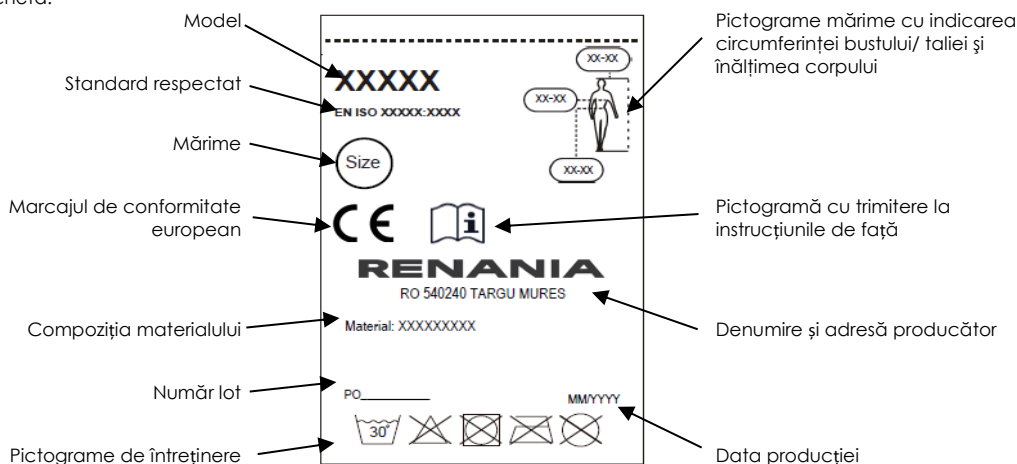 Model
Standard respectat
Mărime
Marcajul de conformitate
european
Compoziția materialului
Număr lot
Pictograme de întreținere
XXXXX
EN ISO XXXXX:XXXX
Size
CE
i
RENANIA
RO 540240 TARGU MURES
Material: XXXXXXXXX
PO__________
MM/YYYY
30°
XX-XX
XX-XX
XX-XX
Pictograme mărime cu indicarea
circumferinței bustului/ taliei şi
înălțimea corpului
Pictogramă cu trimitere la
instrucțiunile de față
Denumire și adresă producător
Data producției